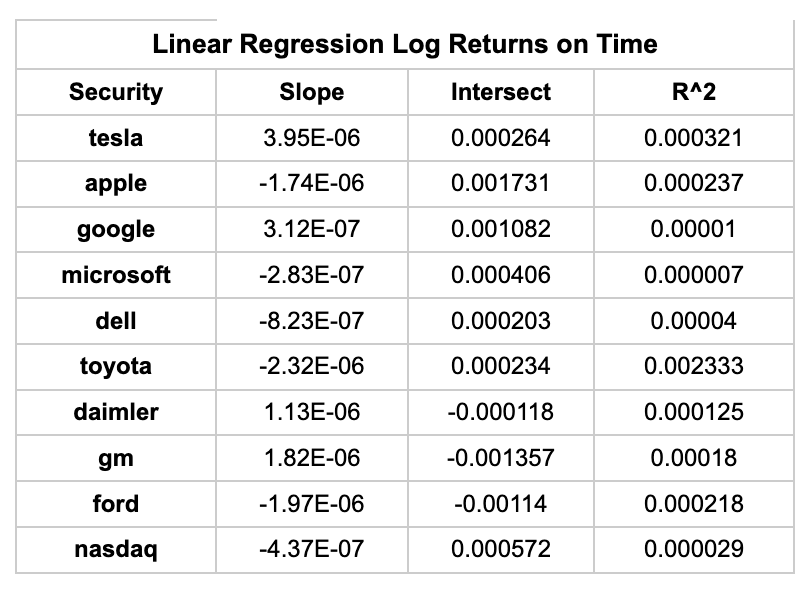 Linear Regression Log Returns on Time
Security Slope Intersect R^2
tesla 3.95E-06 0.000264 0.000321
apple -1.74E-06 0.001731 0.000237
google 3.12E-07 0.001082 0.00001
microsoft -2.83E-07 0.000406 0.000007
dell -8.23E-07 0.000203 0.00004
toyota -2.32E-06 0.000234 0.002333
daimler 1.13E-06 -0.000118 0.000125
gm 1.82E-06 -0.001357 0.00018
ford -1.97E-06 -0.00114 0.000218
nasdaq -4.37E-07 0.000572 0.000029